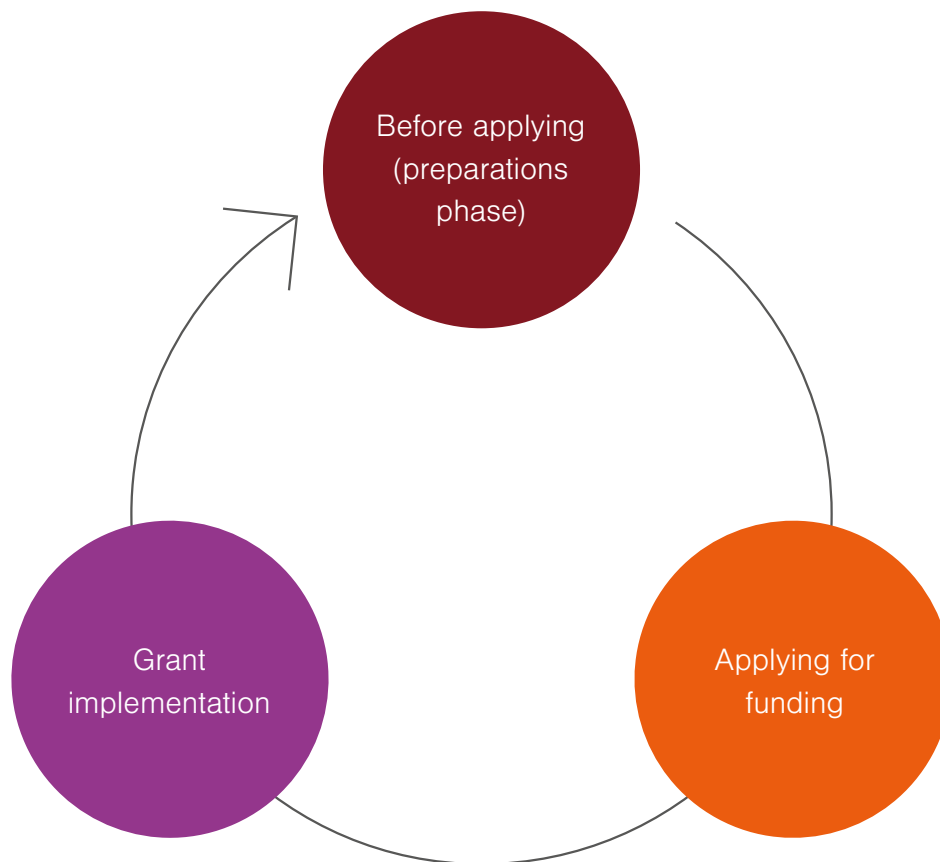 Before applying
(preparations
phase)
Grant
implementation
Applying for
funding